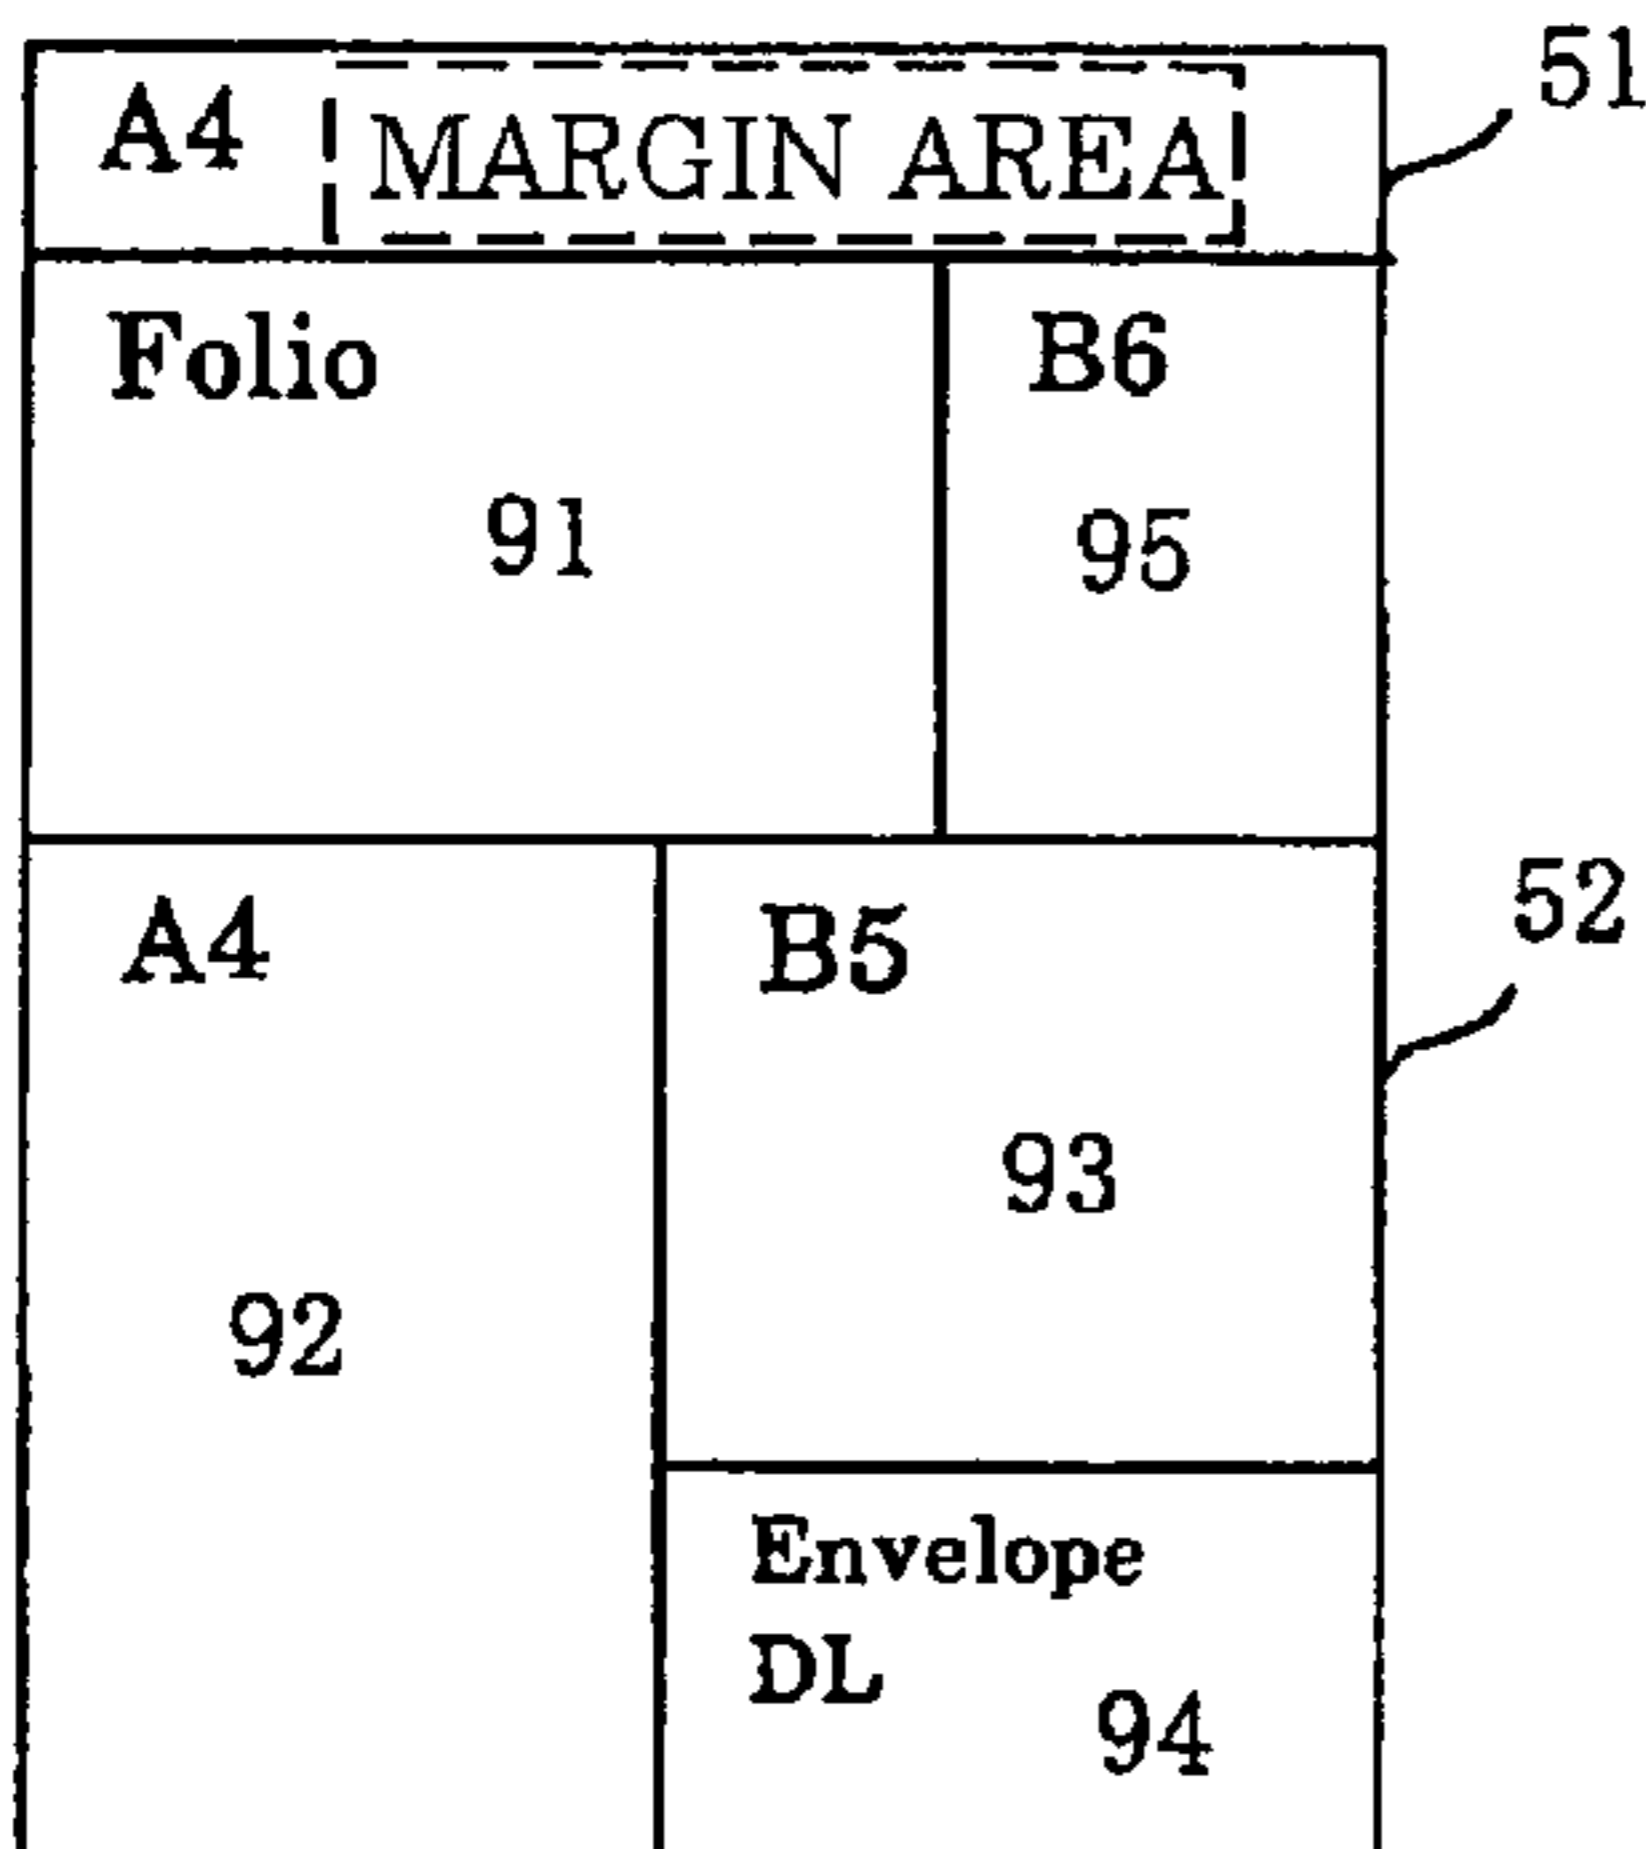 51
A4 MARGIN AREA
Folio
B6
91
95
52
A4
B5
93
92
Envelope
DL
94